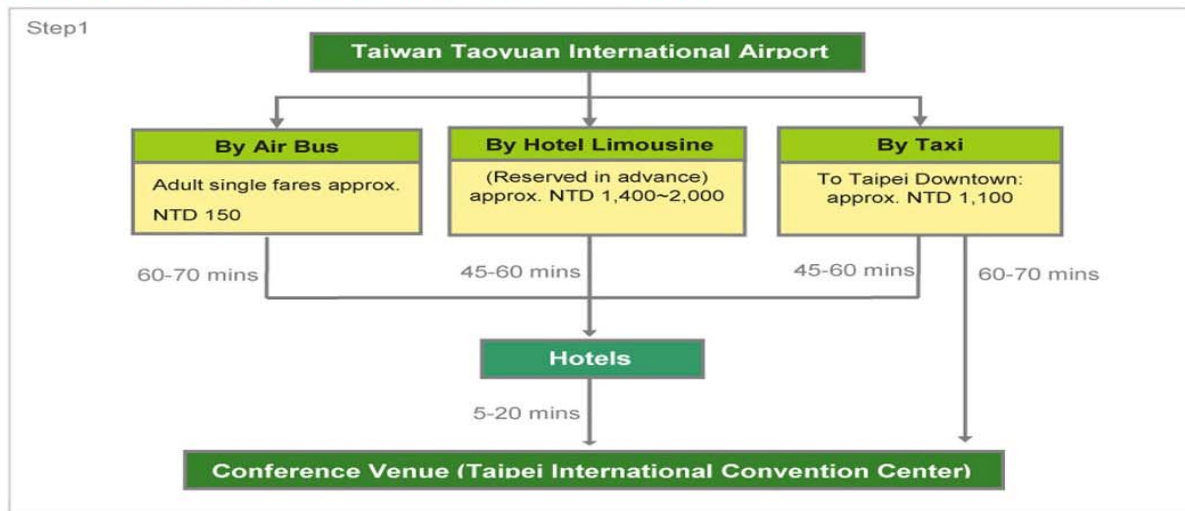 Step1
Taiwan Taoyuan International Airport
By Air Bus
Adult single fares approx.
NTD 150
By Hotel Limousine
(Reserved in advance)
approx. NTD 1,400~2,000
By Taxi
To Taipei Downtown:
approx. NTD 1,100
60-70 mins
45-60 mins
45-60 mins
60-70 mins
Hotels
5-20 mins
Conference Venue (Taipei International Convention Center)